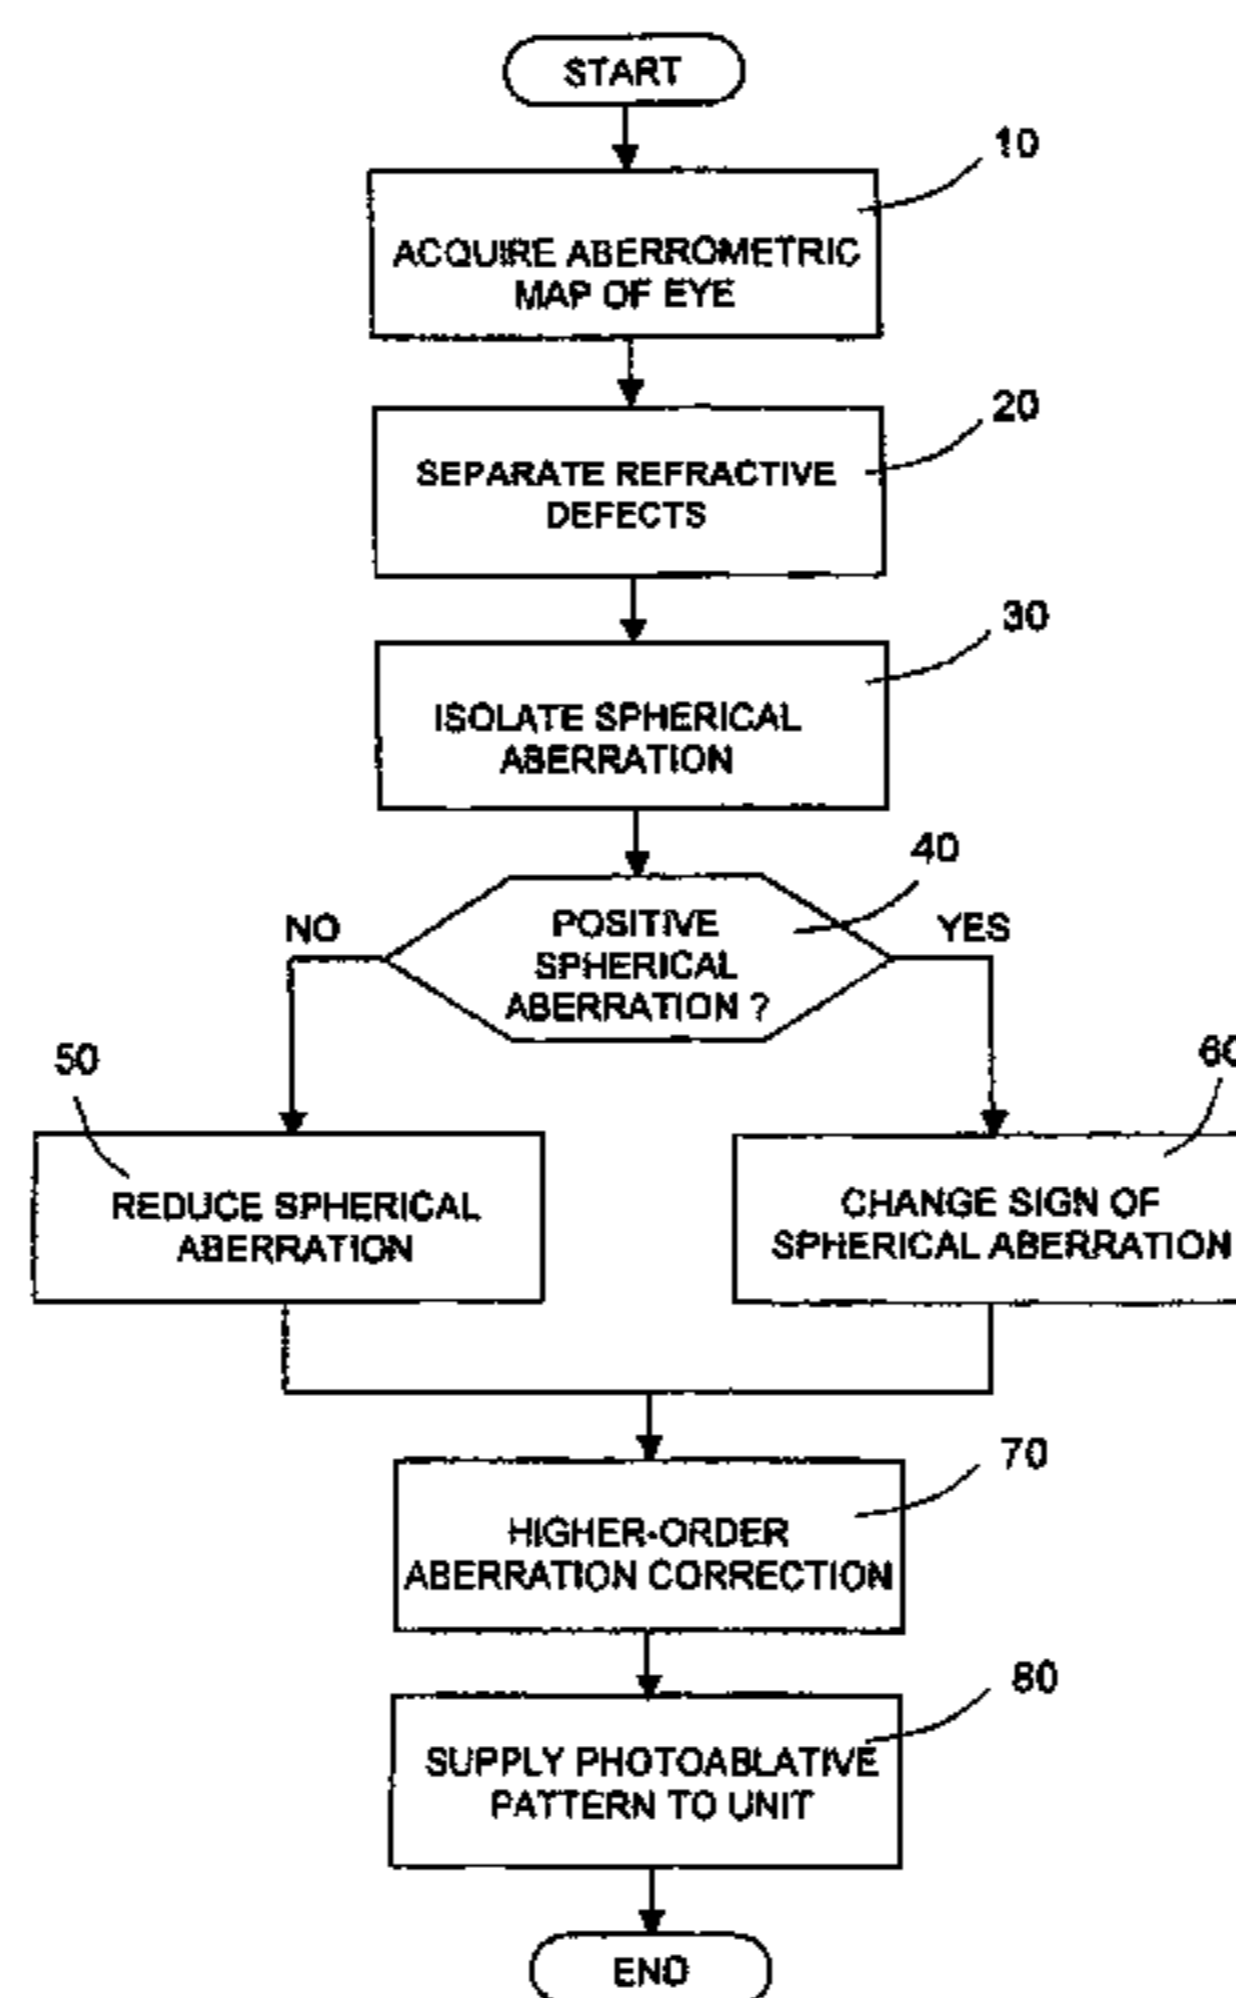 START
10
ACQUIRE ABERROMETRIC
MAP OF EYE
20
SEPARATE REFRACTIVE
DEFECTS
30
ISOLATE SPHERICAL
ABERRATION
40
NO
POSITIVE
SPHERICAL
ABERRATION ?
YES
50
REDUCE SPHERICAL
ABERRATION
60
CHANGE SIGN OF
SPHERICAL ABERRATION
70
HIGHER-ORDER
ABERRATION CORRECTION
80
SUPPLY PHOTOABLATIVE
PATTERN TO UNIT
END